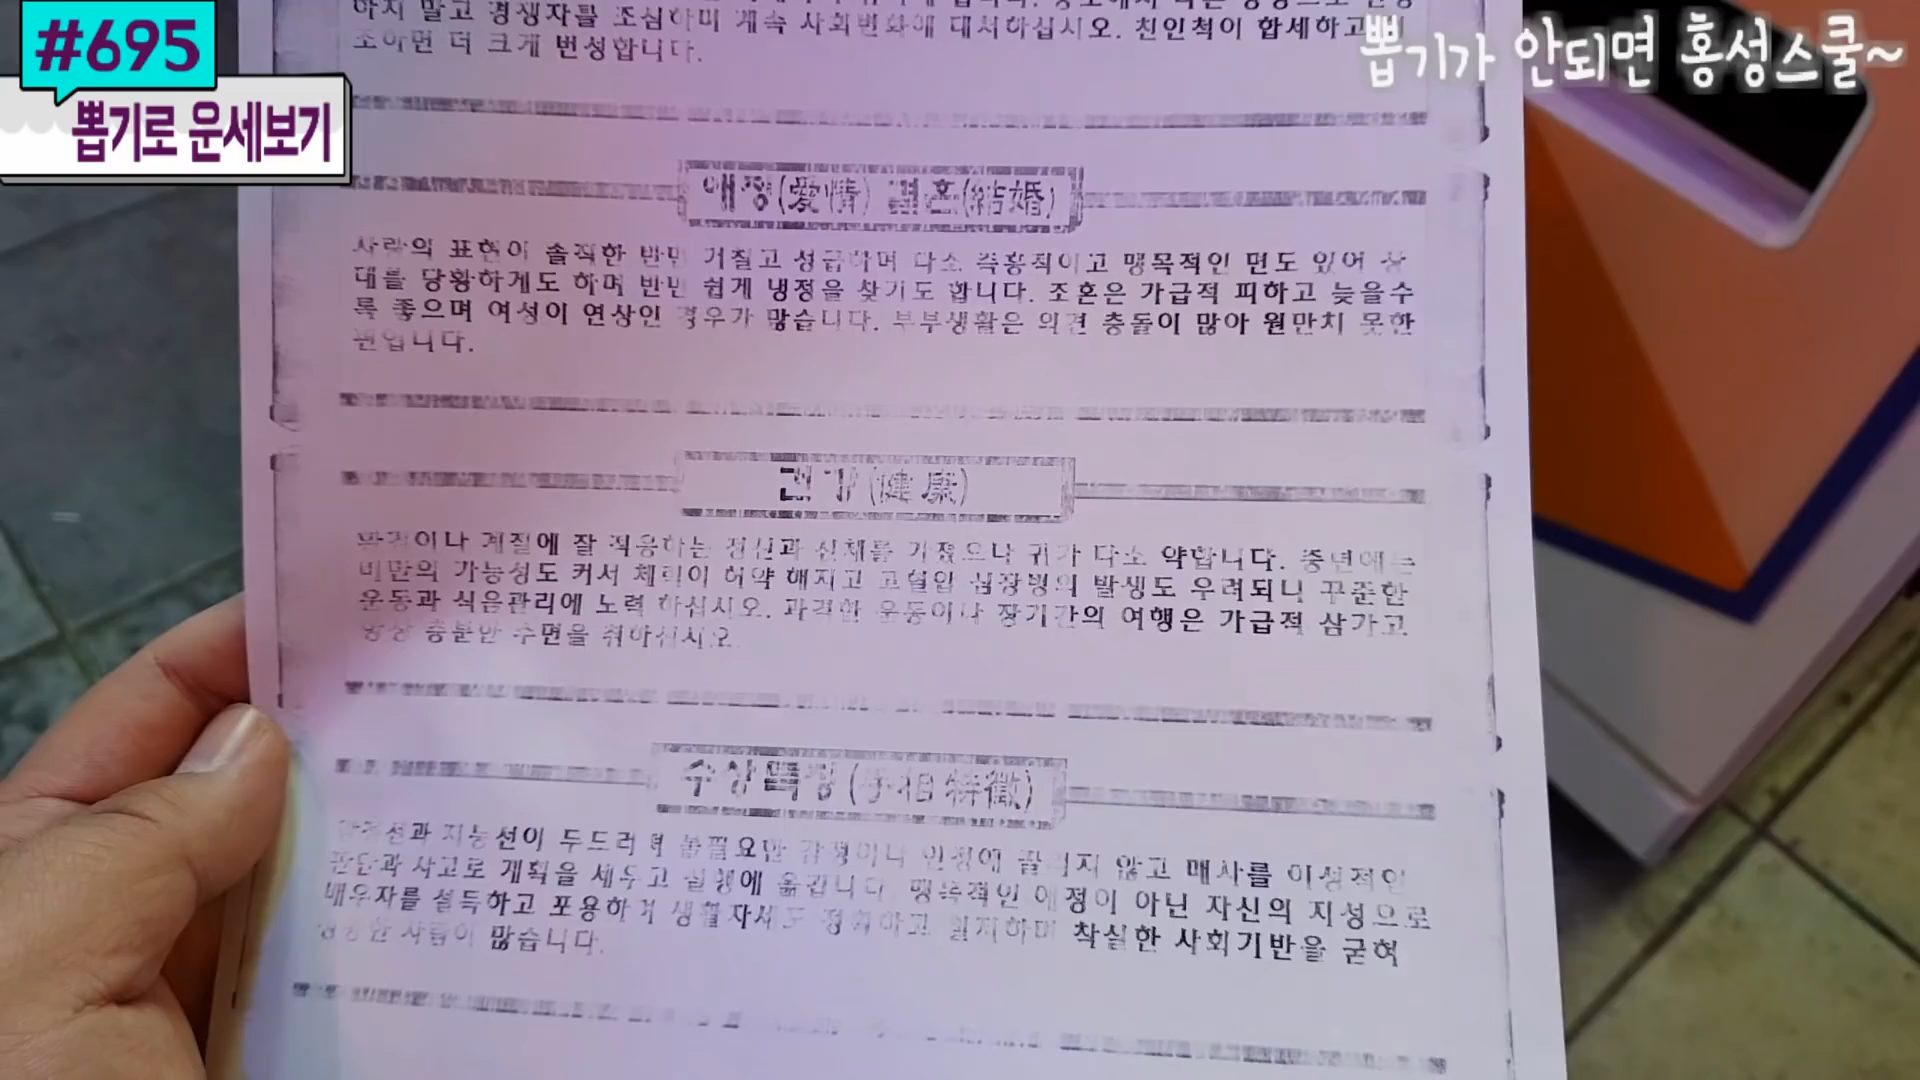 #695
뽑기로 운세보기
뽑기가 안되면 홍성스쿨~
하지 말고 경쟁자를 조심하며 계속 사회변화에 대처하십시오. 친인척이 합세하고
조하면 더 크게 번성합니다.
애정(愛情) 결혼(結婚)
사랑의 표현이 솔직한 반면 거칠고 성급하며 다소 즉흥적이고 맹목적인 면도 있어 상
대를 당황하게도 하며 반면 쉽게 냉정을 찾기도 합니다. 조혼은 가급적 피하고 늦을수
록 좋으며 여성이 연상인 경우가 많습니다. 부부생활은 의견 충돌이 많아 원만치 못한
편입니다.
건강(健康)
환경이나 계절에 잘 적응하는 정신과 신체를 가졌으나 귀가 다소 약합니다. 중년에는
비만의 가능성도 커서 체력이 허약 해지고 고혈압 심장병의 발생도 우려되니 꾸준한
운동과 식음관리에 노력 하십시오. 과격한 운동이나 장기간의 여행은 가급적 삼가고
항상 충분한 수면을 취하십시오.
수상특징(手相特徵)
지능선이 두드러져 불필요한 감정이나 인정에 끌리지 않고 매사를 이성적인
판단과 사고로 계획을 세우고 실행에 옮깁니다. 맹목적인 애정이 아닌 자신의 지성으로
배우자를 설득하고 포용하며 생활자세도 정확하고 일치하며 착실한 사회기반을 굳혀
사람이 많습니다.